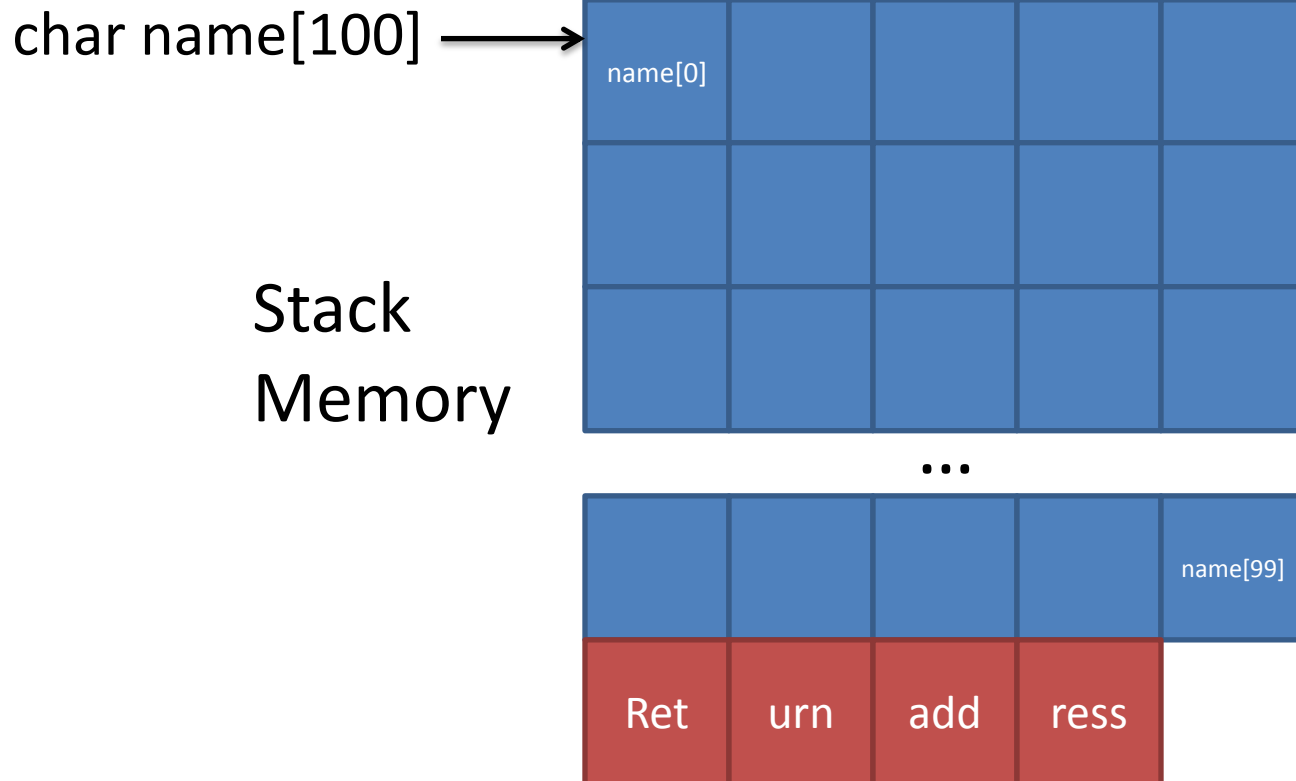 char name[100]
name[0]
Stack
Memory
...
name[99]
Ret urn add ress